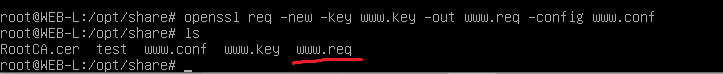 root@WEB-L:/opt/share# openssl req -new -key www.key -out www.req -config www.conf
root@WEB-L:/opt/share# ls
RootCA.cer  test  www.conf  www.key  www.req
root@WEB-L:/opt/share# _